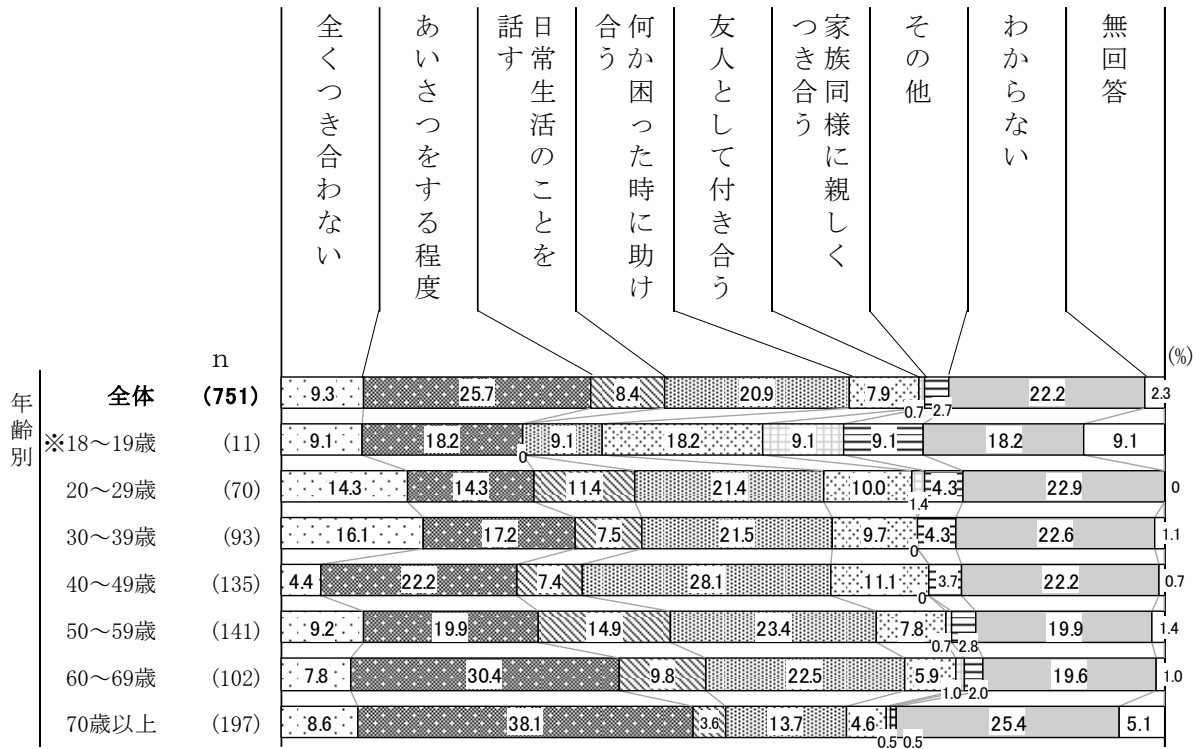 全くつき合わない
あいさつをする程度
日常生活のことを
話す
何か困った時に助け
合う
友人として付き合う
家族同様に親しく
つき合う
その他
わからない
無回答
n
(%)
年齢別
全体 (751) 9.3 25.7 8.4 20.9 7.9 0.7 2.7 22.2 2.3
※18～19歳 (11) 9.1 18.2 0 9.1 18.2 9.1 9.1 18.2 9.1
20～29歳 (70) 14.3 14.3 11.4 21.4 10.0 1.4 4.3 22.9 0
30～39歳 (93) 16.1 17.2 7.5 21.5 9.7 0 4.3 22.6 1.1
40～49歳 (135) 4.4 22.2 7.4 28.1 11.1 0 3.7 22.2 0.7
50～59歳 (141) 9.2 19.9 14.9 23.4 7.8 0.7 2.8 19.9 1.4
60～69歳 (102) 7.8 30.4 9.8 22.5 5.9 1.0 2.0 19.6 1.0
70歳以上 (197) 8.6 38.1 3.6 13.7 4.6 0.5 0.5 25.4 5.1